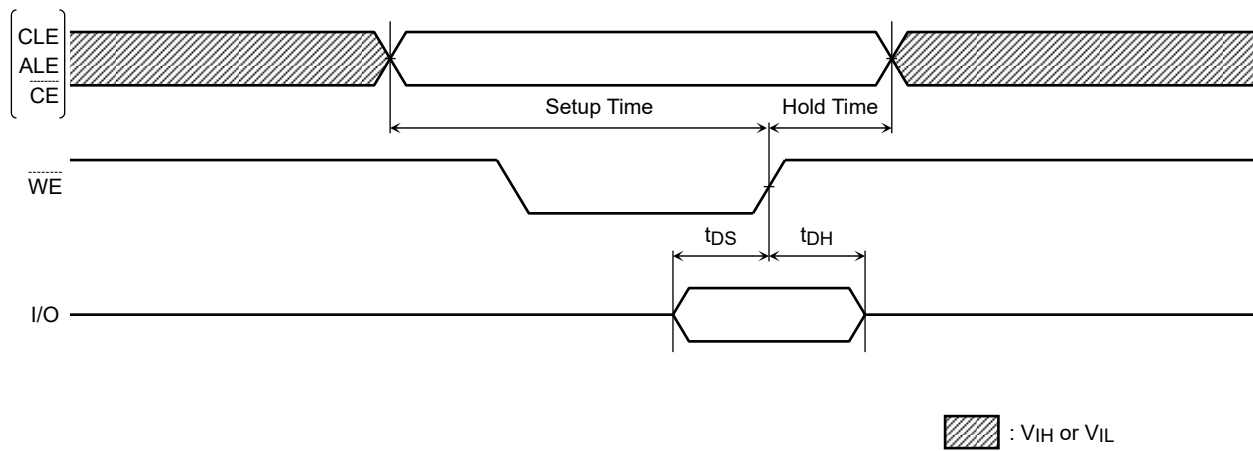 CLE
ALE
CE
Setup Time
Hold Time
WE
tDS
tDH
I/O
: VIH or VIL